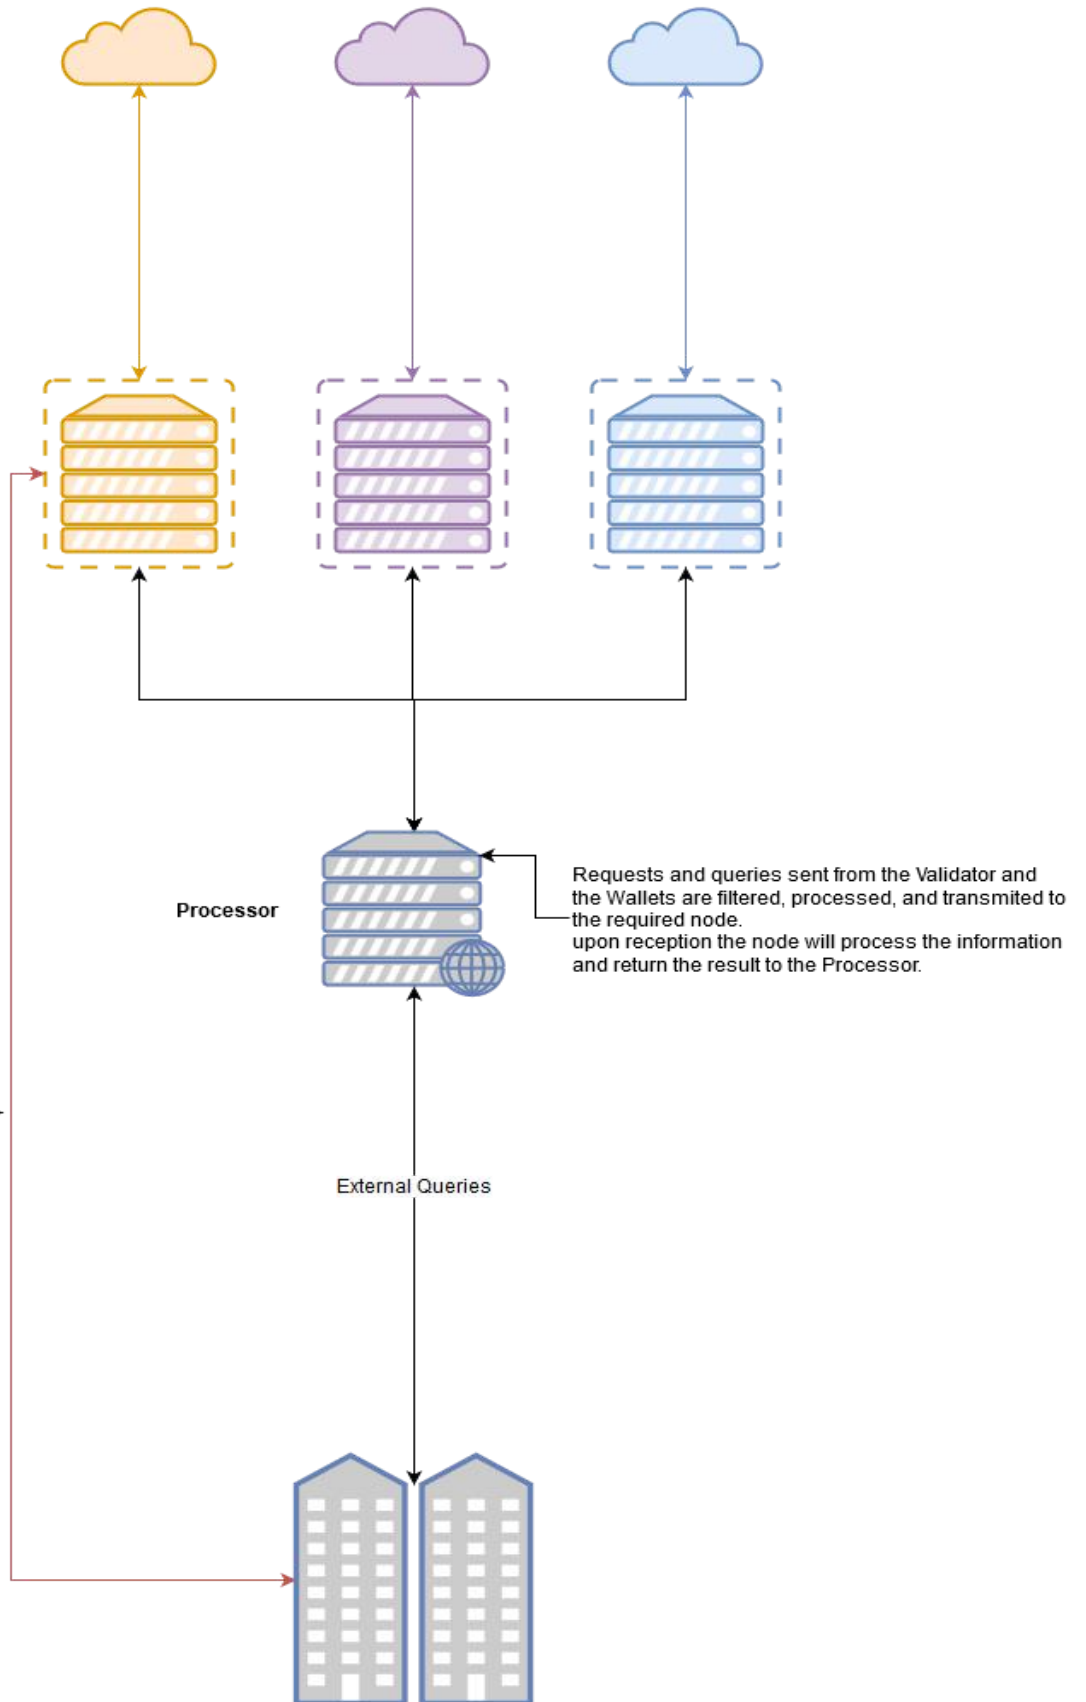 Processor
Requests and queries sent from the Validator and
the Wallets are filtered, processed, and transmited to
the required node.
upon reception the node will process the information
and return the result to the Processor.
External Queries